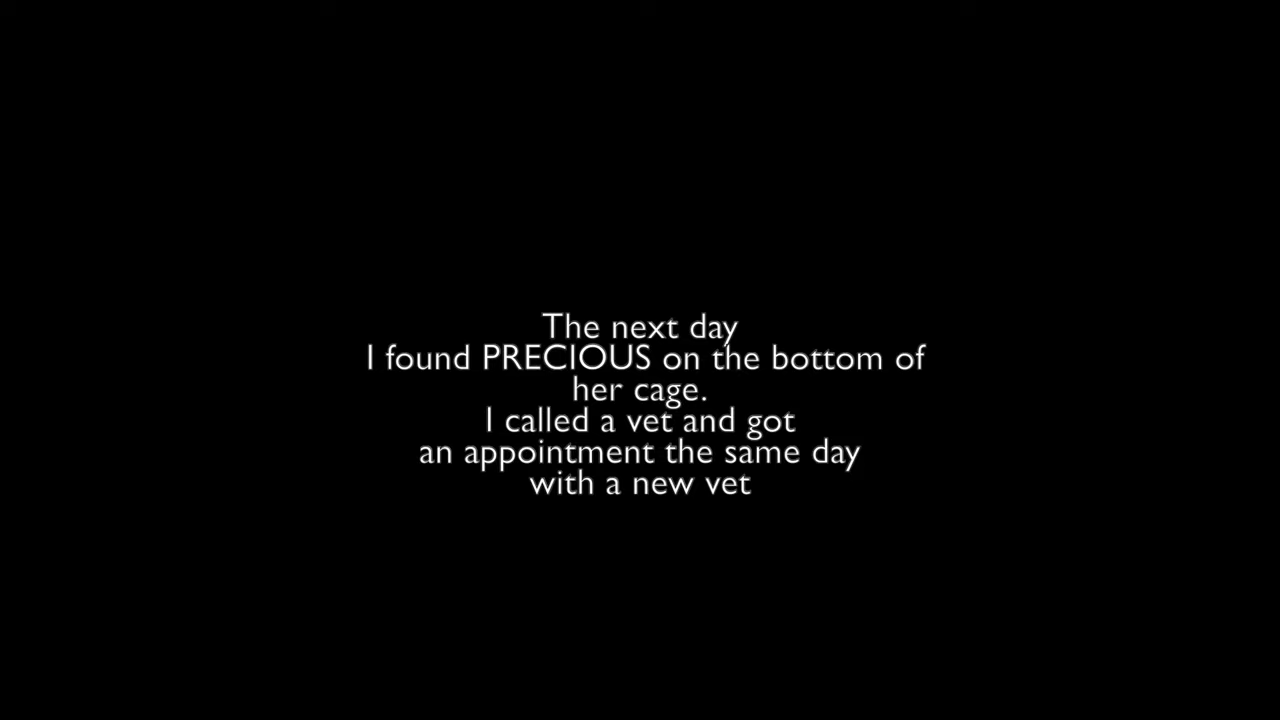 The next day
I found PRECIOUS on the bottom of
her cage.
I called a vet and got
an appointment the same day
with a new vet